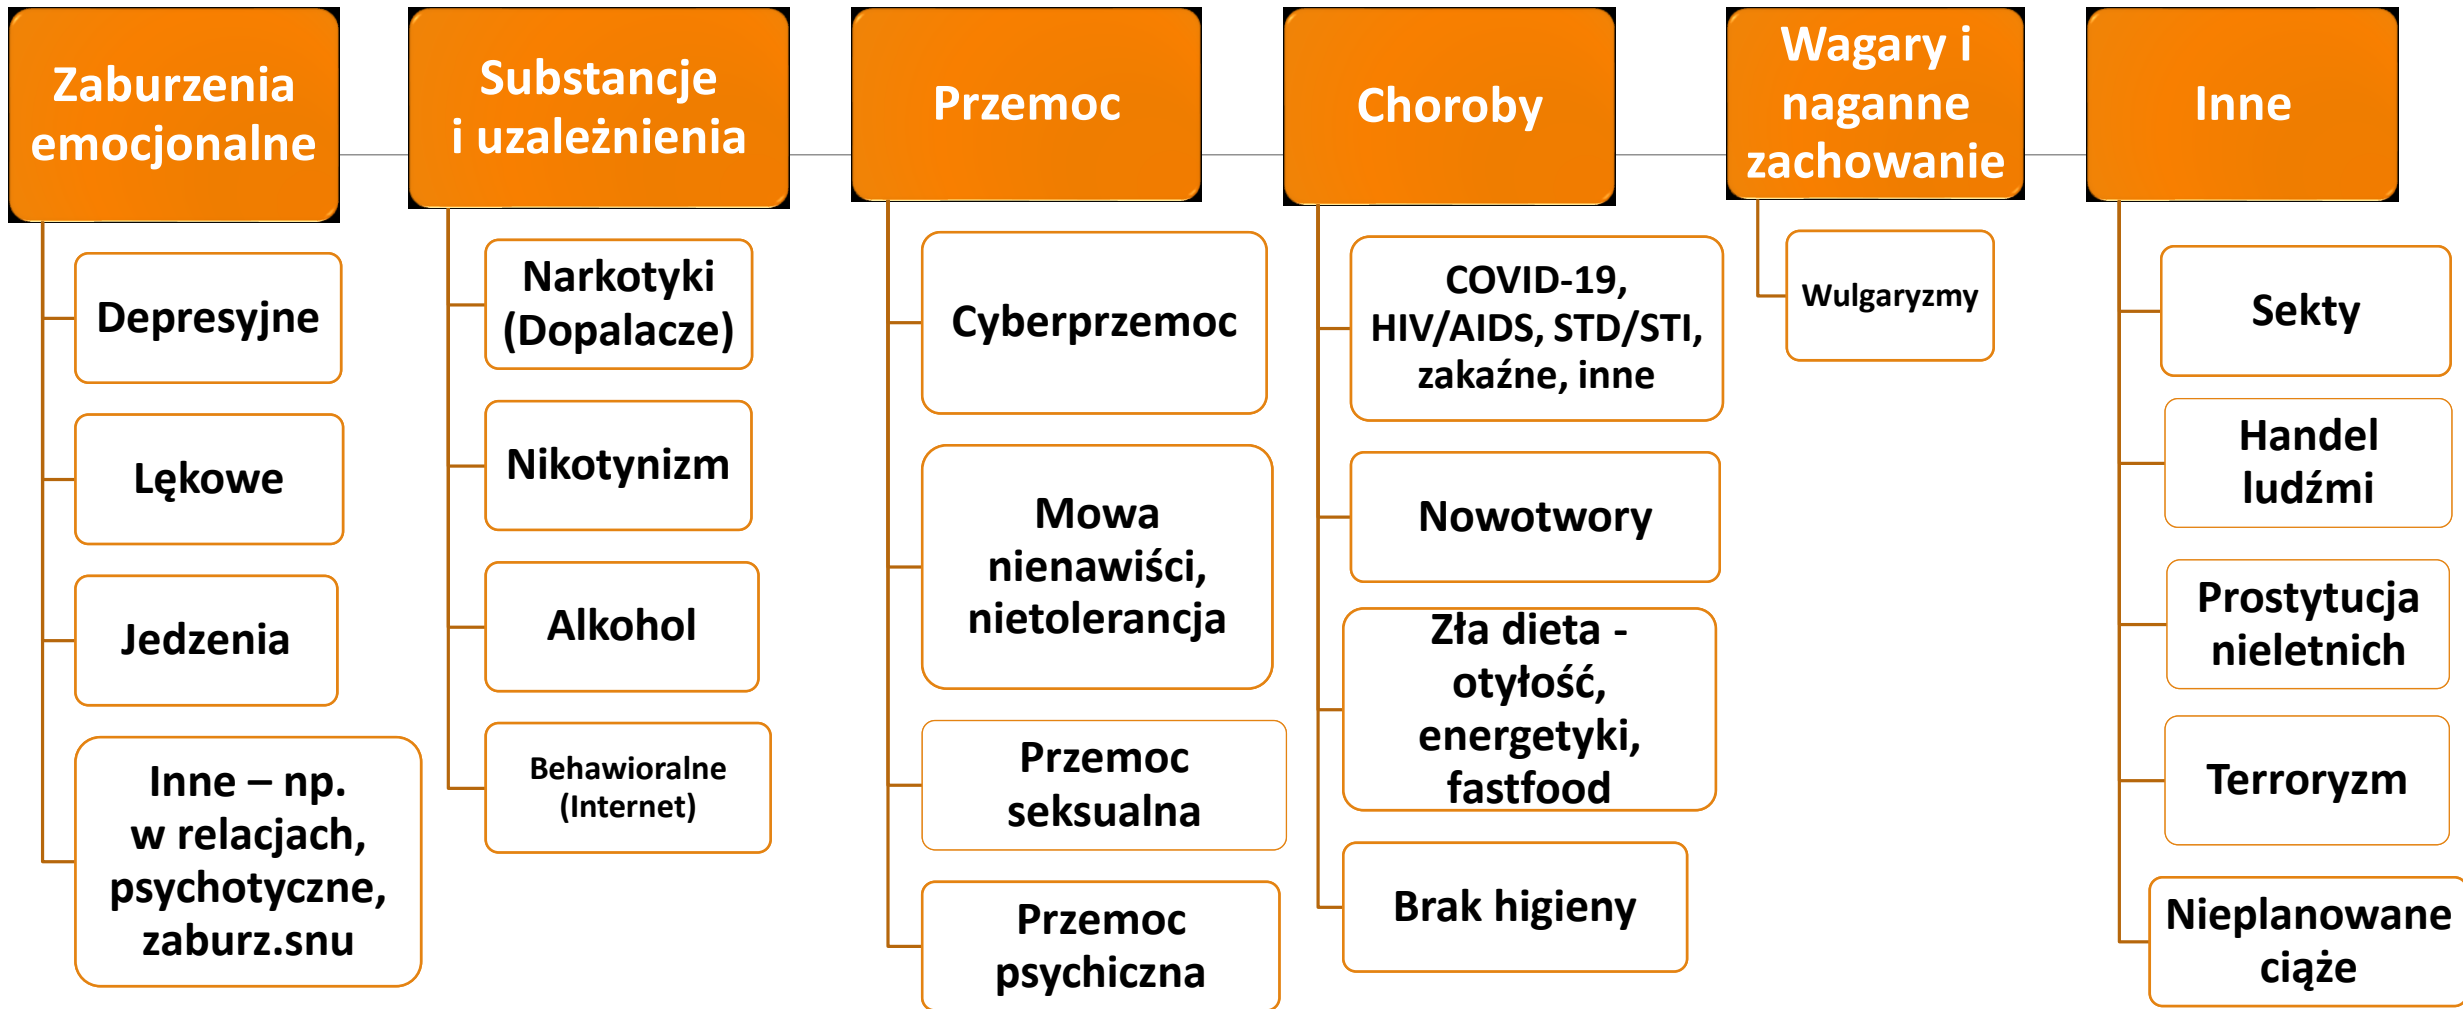 Zaburzenia
emocjonalne
Depresyjne
Lękowe
Jedzenia
Inne – np.
w relacjach,
psychotyczne,
zaburz.snu
Substancje
i uzależnienia
Narkotyki
(Dopalacze)
Nikotynizm
Alkohol
Behawioralne
(Internet)
Przemoc
Cyberprzemoc
Mowa
nienawiści,
nietolerancja
Przemoc
seksualna
Przemoc
psychiczna
Choroby
COVID-19,
HIV/AIDS, STD/STI,
zakaźne, inne
Nowotwory
Zła dieta -
otyłość,
energetyki,
fastfood
Brak higieny
Wagary i
naganne
zachowanie
Wulgaryzmy
Inne
Sekty
Handel
ludźmi
Prostytucja
nieletnich
Terroryzm
Nieplanowane
ciąże